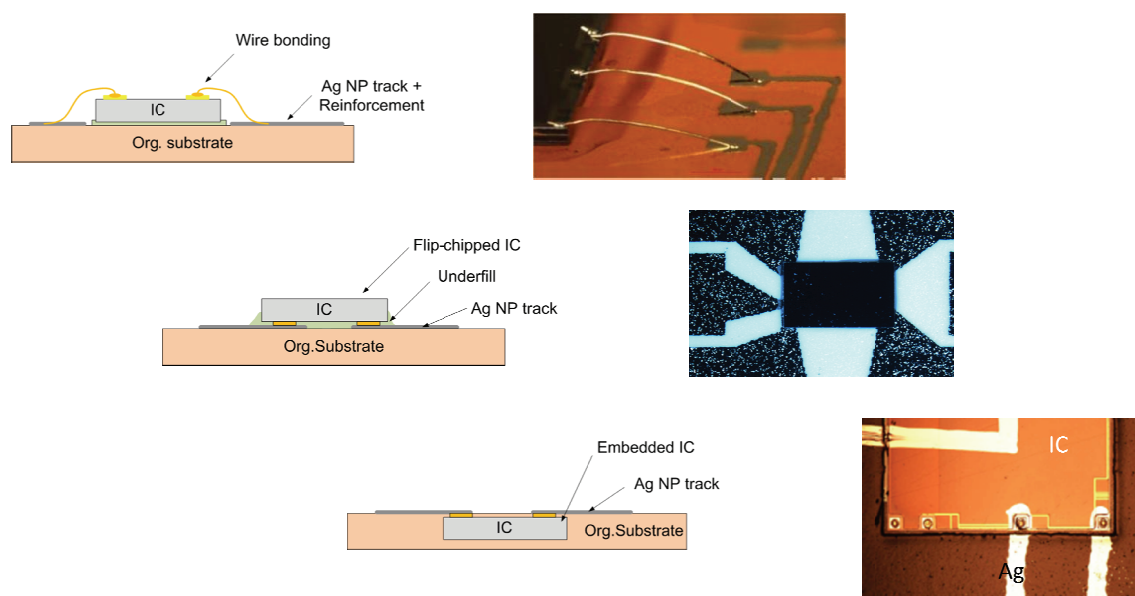 Wire bonding
Ag NP track +
Reinforcement
IC
Org. substrate
Flip-chipped IC
Underfill
Ag NP track
IC
Org.Substrate
Embedded IC
Ag NP track
IC
Org.Substrate
IC
Ag